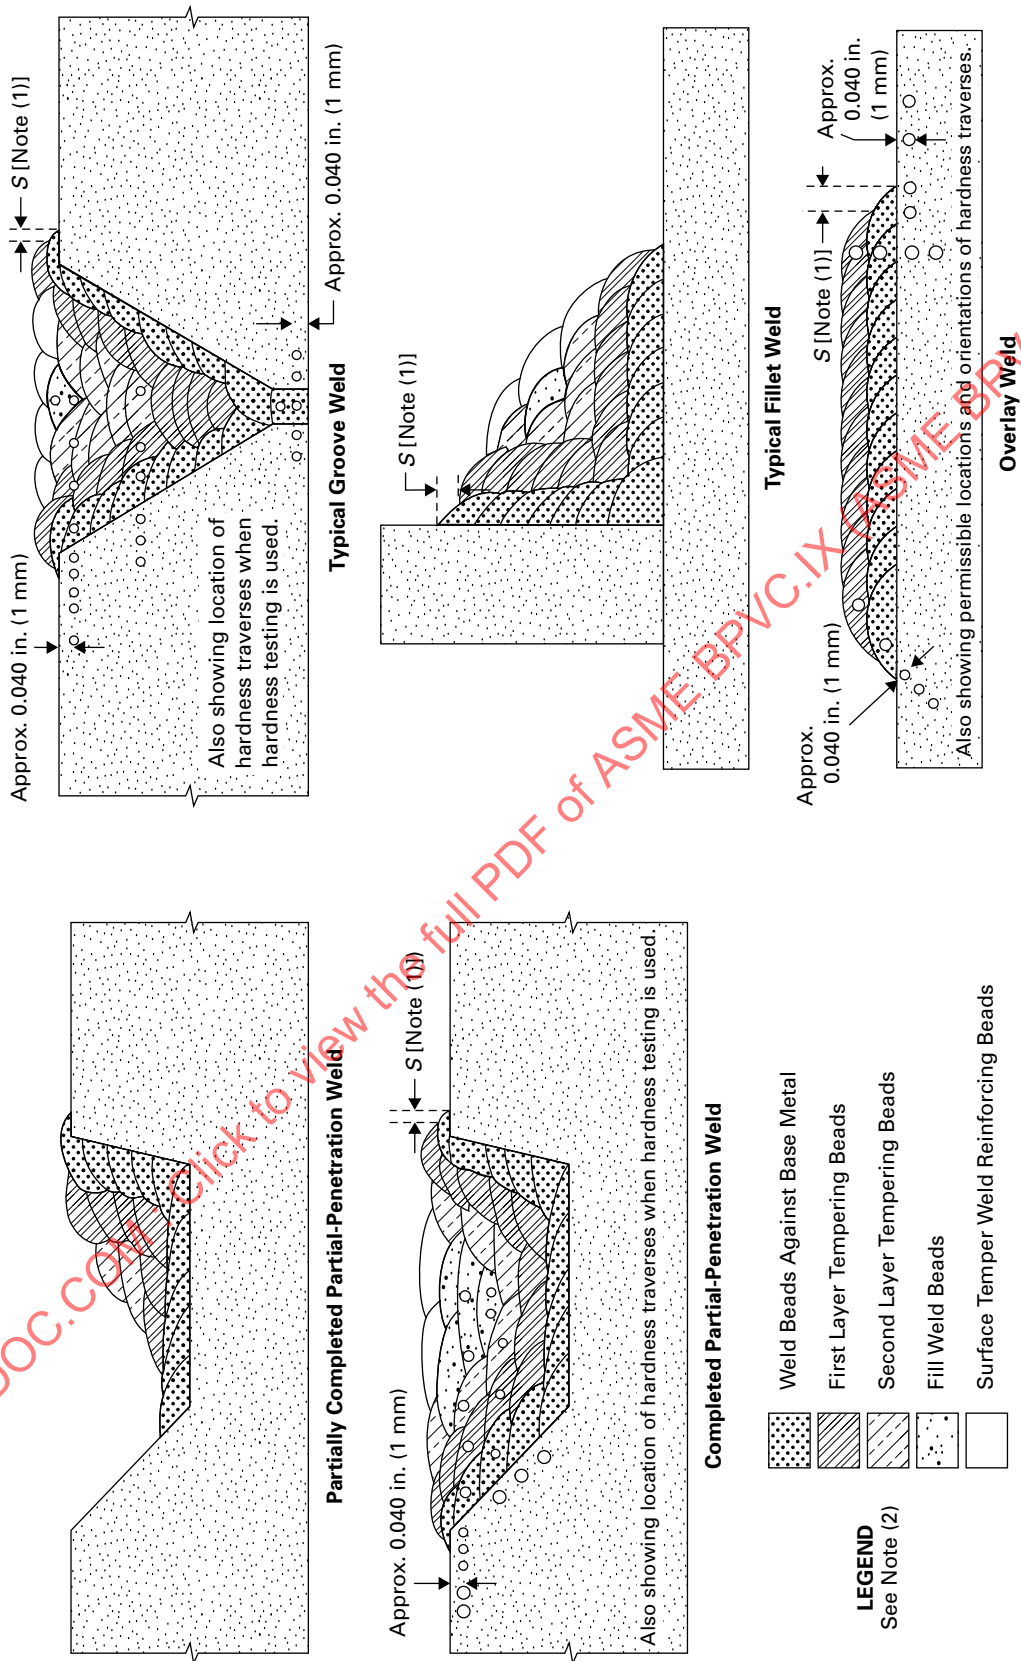 Approx. 0.040 in. (1 mm)
S [Note (1)]
Approx. 0.040 in. (1 mm)
Also showing location of
hardness traverses when
hardness testing is used.
Typical Groove Weld
S [Note (1)]
Typical Fillet Weld
Approx.
0.040 in. (1 mm)
S [Note (1)]
Approx.
0.040 in.
(1 mm)
Also showing permissible locations and orientations of hardness traverses.
Overlay Weld
Partially Completed Partial-Penetration Weld
Approx. 0.040 in. (1 mm)
S [Note (1)]
Also showing location of hardness traverses when hardness testing is used.
Completed Partial-Penetration Weld
LEGEND
See Note (2)
Weld Beads Against Base Metal
First Layer Tempering Beads
Second Layer Tempering Beads
Fill Weld Beads
Surface Temper Weld Reinforcing Beads
DOC.COM : Click to view the full PDF of ASME BPVC.IX (ASME BPV